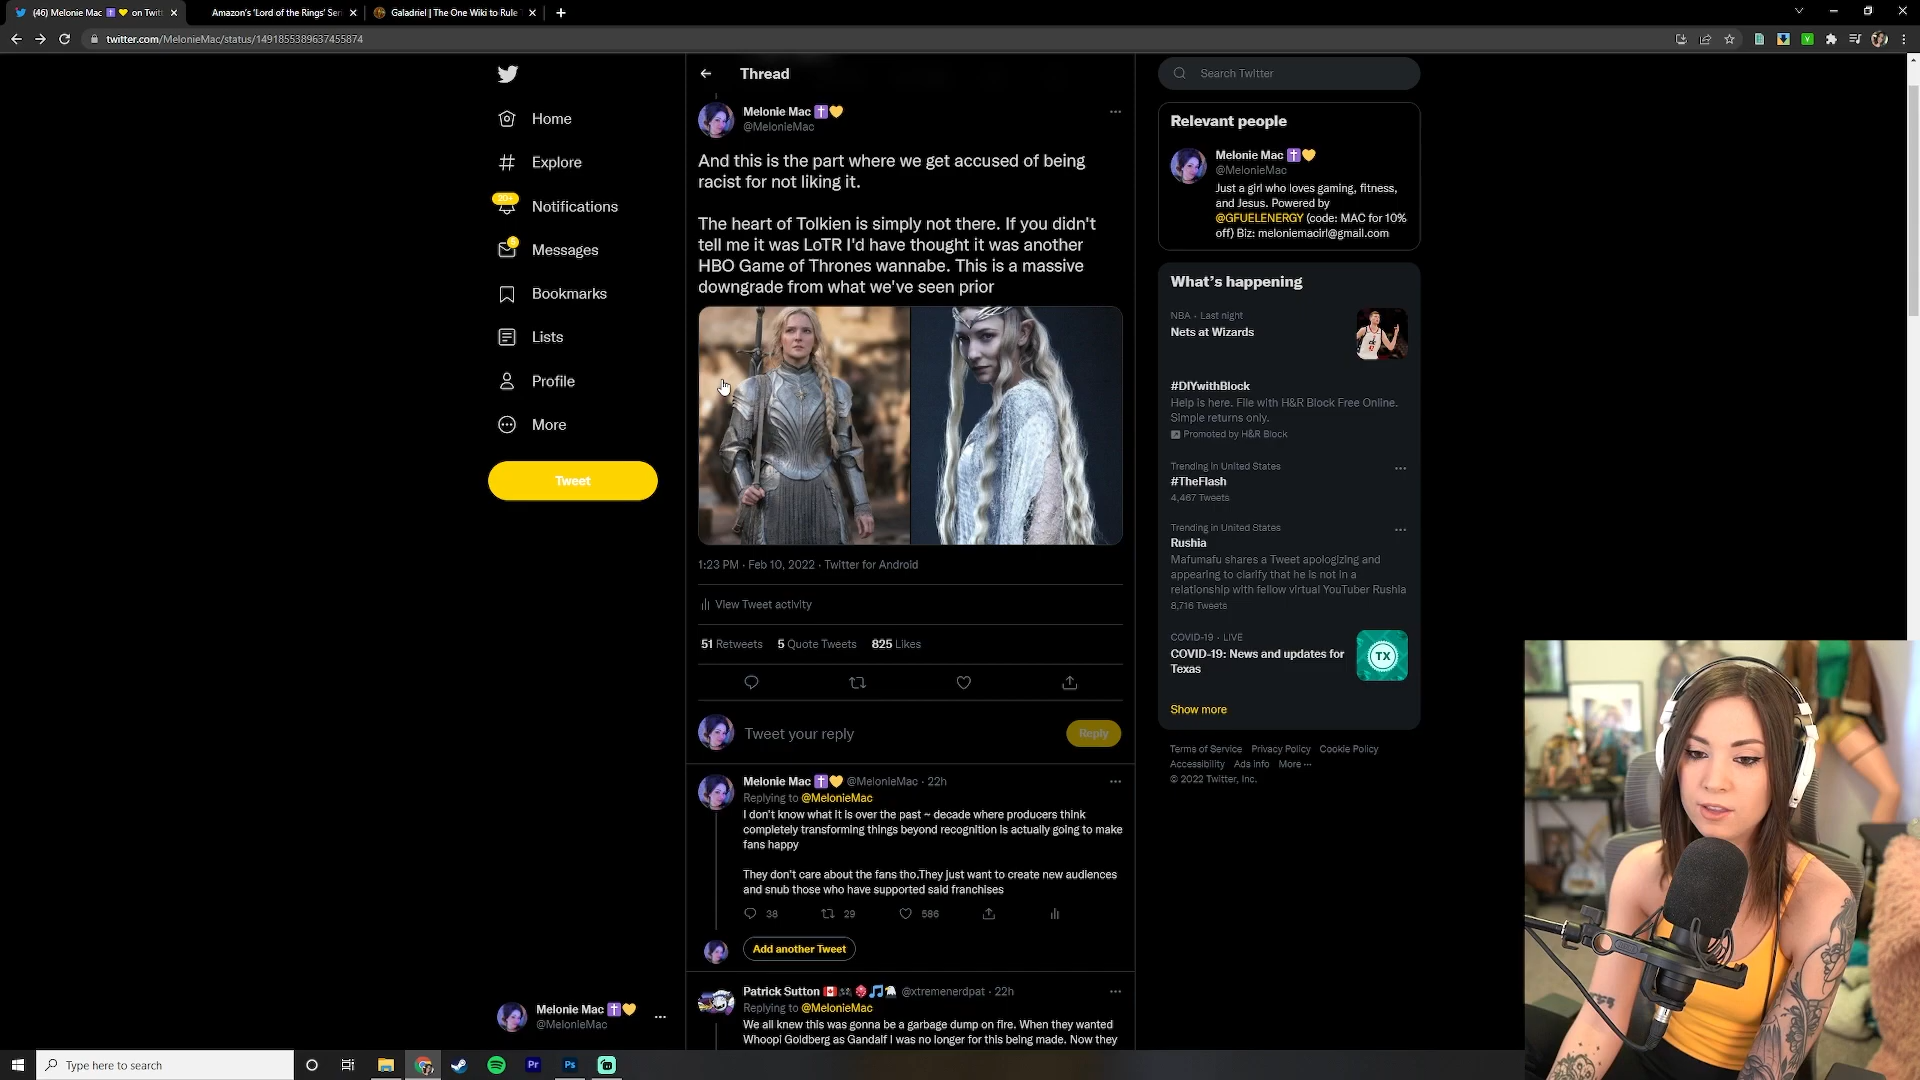 (46) Melonie Mac ✝️💛 on Twit
Amazon's 'Lord of the Rings' Ser
Galadriel | The One Wiki to Rule
twitter.com/MelonieMac/status/1491855389637455874
Home
Explore
20+
Notifications
5
Messages
Bookmarks
Lists
Profile
More
Tweet
Melonie Mac ✝️💛
@MelonieMac
Thread
Melonie Mac ✝️💛
@MelonieMac
And this is the part where we get accused of being
racist for not liking it.
The heart of Tolkien is simply not there. If you didn't
tell me it was LoTR I'd have thought it was another
HBO Game of Thrones wannabe. This is a massive
downgrade from what we've seen prior
1:23 PM · Feb 10, 2022 · Twitter for Android
View Tweet activity
51 Retweets 5 Quote Tweets 825 Likes
Tweet your reply
Reply
Melonie Mac ✝️💛 @MelonieMac · 22h
Replying to @MelonieMac
I don't know what it is over the past ~ decade where producers think
completely transforming things beyond recognition is actually going to make
fans happy
They don't care about the fans tho.They just want to create new audiences
and snub those who have supported said franchises
38 29 586
Add another Tweet
Patrick Sutton @xtremenerdpat · 22h
Replying to @MelonieMac
We all knew this was gonna be a garbage dump on fire. When they wanted
Whoopi Goldberg as Gandalf I was no longer for this being made. Now they
Search Twitter
Relevant people
Melonie Mac ✝️💛
@MelonieMac
Just a girl who loves gaming, fitness,
and Jesus. Powered by
@GFUELENERGY (code: MAC for 10%
off) Biz: meloniemacirl@gmail.com
What's happening
NBA · Last night
Nets at Wizards
#DIYwithBlock
Help is here. File with H&R Block Free Online.
Simple returns only.
Promoted by H&R Block
Trending in United States
#TheFlash
4,467 Tweets
Trending in United States
Rushia
Mafumafu shares a Tweet apologizing and
appearing to clarify that he is not in a
relationship with fellow virtual YouTuber Rushia
8,716 Tweets
COVID-19 · LIVE
COVID-19: News and updates for
Texas
TX
Show more
Terms of Service Privacy Policy Cookie Policy
Accessibility Ads info More ···
© 2022 Twitter, Inc.
Type here to search
Pr
Ps